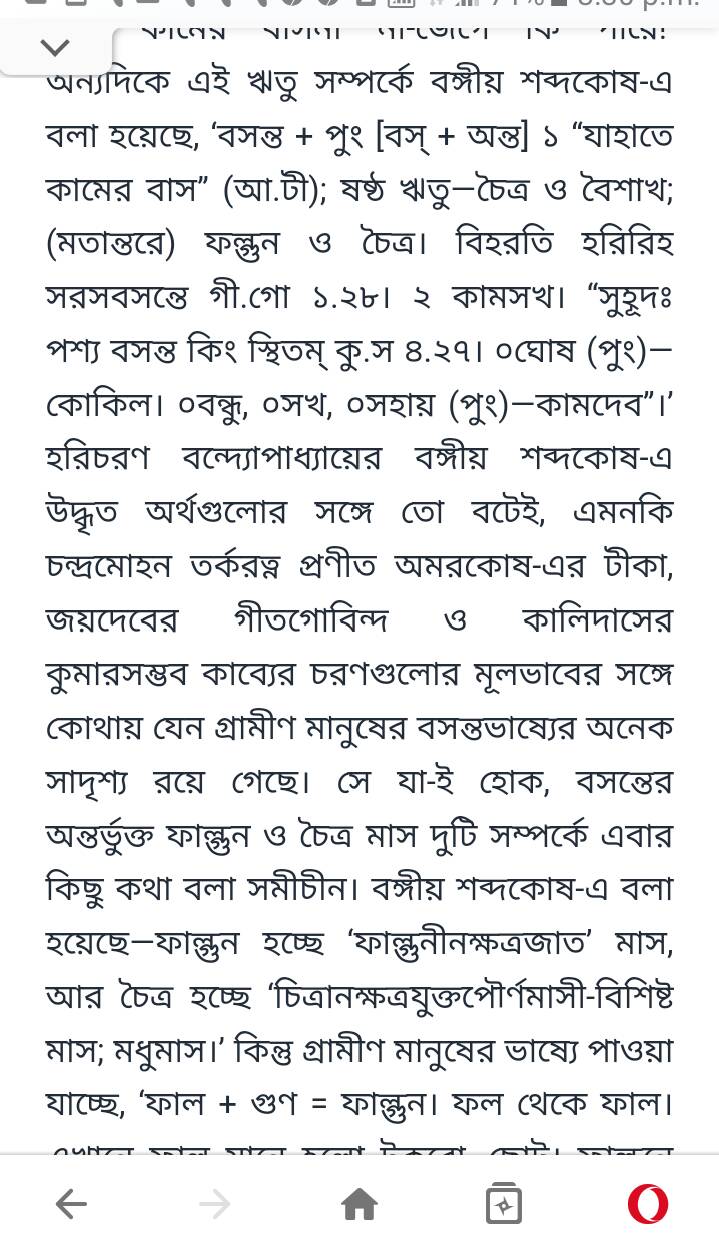 অন্যদিকে এই ঋতু সম্পর্কে বঙ্গীয় শব্দকোষ-এ
বলা হয়েছে, ‘বসন্ত + পুং [বস্ + অন্ত] ১ “যাহাতে
কামের বাস” (আ.টী); ষষ্ঠ ঋতু—চৈত্র ও বৈশাখ;
(মতান্তরে) ফল্গুন ও চৈত্র। বিহরতি হরিরিহ
সরসবসন্তে গী.গো ১.২৮। ২ কামসখ। “সুহূদঃ
পশ্য বসন্ত কিং স্থিতম্ কু.স ৪.২৭। ০ঘোষ (পুং)—
কোকিল। ০বন্ধু, ০সখ, ০সহায় (পুং)—কামদেব”।’
হরিচরণ বন্দ্যোপাধ্যায়ের বঙ্গীয় শব্দকোষ-এ
উদ্ধৃত অর্থগুলোর সঙ্গে তো বটেই, এমনকি
চন্দ্রমোহন তর্করত্ন প্রণীত অমরকোষ-এর টীকা,
জয়দেবের গীতগোবিন্দ ও কালিদাসের
কুমারসম্ভব কাব্যের চরণগুলোর মূলভাবের সঙ্গে
কোথায় যেন গ্রামীণ মানুষের বসন্তভাষ্যের অনেক
সাদৃশ্য রয়ে গেছে। সে যা-ই হোক, বসন্তের
অন্তর্ভুক্ত ফাল্গুন ও চৈত্র মাস দুটি সম্পর্কে এবার
কিছু কথা বলা সমীচীন। বঙ্গীয় শব্দকোষ-এ বলা
হয়েছে—ফাল্গুন হচ্ছে ‘ফাল্গুনীনক্ষত্রজাত’ মাস,
আর চৈত্র হচ্ছে ‘চিত্রানক্ষত্রযুক্তপৌর্ণমাসী-বিশিষ্ট
মাস; মধুমাস।’ কিন্তু গ্রামীণ মানুষের ভাষ্যে পাওয়া
যাচ্ছে, ‘ফাল + গুণ = ফাল্গুন। ফল থেকে ফাল।